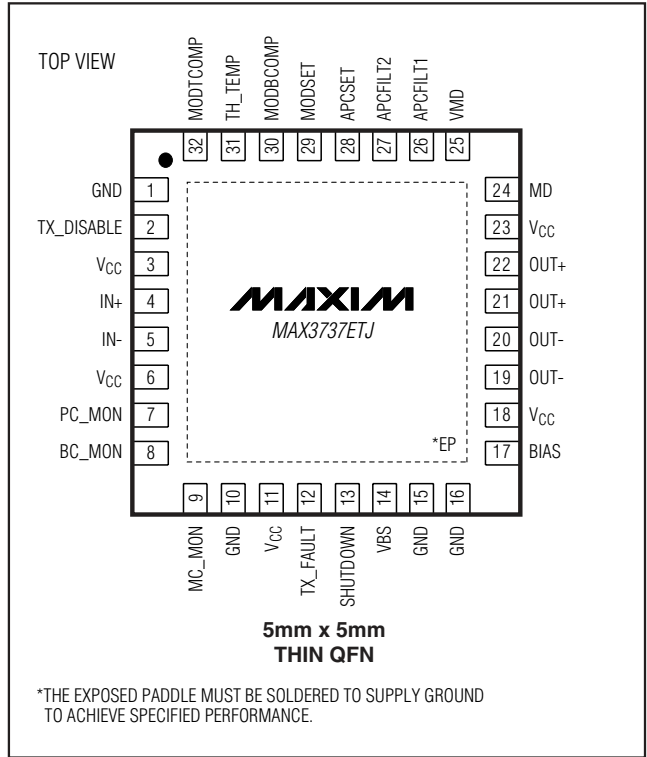 TOP VIEW
MODTCOMP
TH_TEMP
MODBCOMP
MODSET
APCSET
APCFILT2
APCFILT1
VMD
32
31
30
29
28
27
26
25
GND 1
TX_DISABLE 2
VCC 3
IN+ 4
IN- 5
VCC 6
PC_MON 7
BC_MON 8
MAXIM
MAX3737ETJ
*EP
24 MD
23 VCC
22 OUT+
21 OUT+
20 OUT-
19 OUT-
18 VCC
17 BIAS
9
10
11
12
13
14
15
16
MC_MON
GND
VCC
TX_FAULT
SHUTDOWN
VBS
GND
GND
5mm x 5mm
THIN QFN
*THE EXPOSED PADDLE MUST BE SOLDERED TO SUPPLY GROUND
TO ACHIEVE SPECIFIED PERFORMANCE.